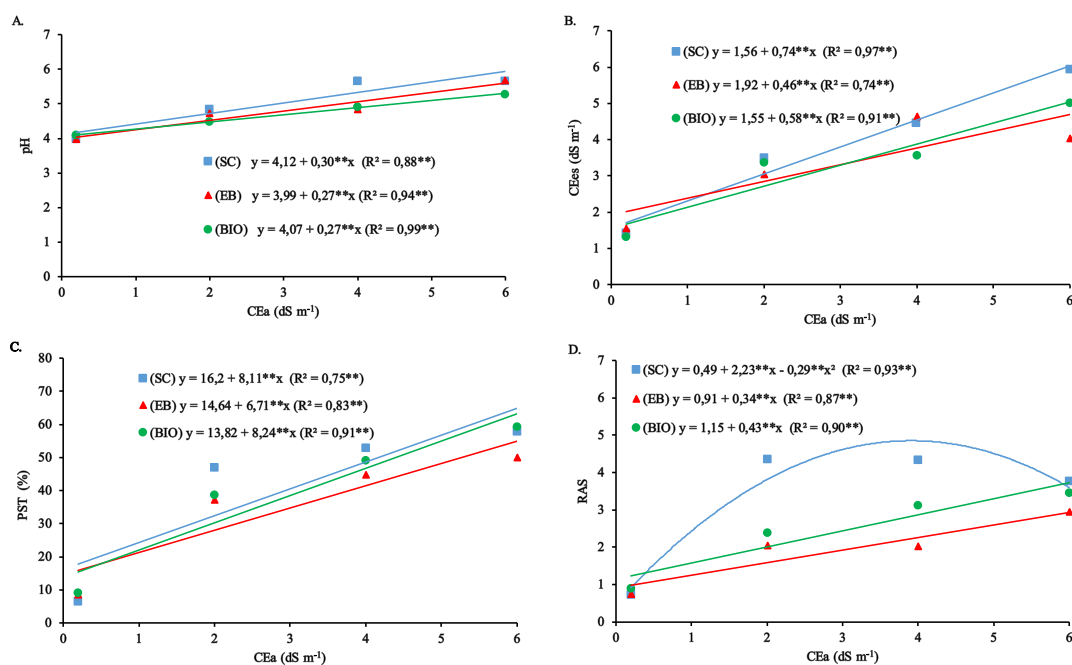 A.
7
6
5
4
3
2
1
0
pH
(SC) y = 4,12 + 0,30**x (R² = 0,88**)
(EB) y = 3,99 + 0,27**x (R² = 0,94**)
(BIO) y = 4,07 + 0,27**x (R² = 0,99**)
0 1 2 3 4 5 6
CEa (dS m⁻¹)
B.
7
6
5
4
3
2
1
0
CEes (dS m⁻¹)
(SC) y = 1,56 + 0,74**x (R² = 0,97**)
(EB) y = 1,92 + 0,46**x (R² = 0,74**)
(BIO) y = 1,55 + 0,58**x (R² = 0,91**)
0 1 2 3 4 5 6
CEa (dS m⁻¹)
C.
80
70
60
50
40
30
20
10
0
PST (%)
(SC) y = 16,2 + 8,11**x (R² = 0,75**)
(EB) y = 14,64 + 6,71**x (R² = 0,83**)
(BIO) y = 13,82 + 8,24**x (R² = 0,91**)
0 1 2 3 4 5 6
CEa (dS m⁻¹)
D.
7
6
5
4
3
2
1
0
RAS
(SC) y = 0,49 + 2,23**x - 0,29**x² (R² = 0,93**)
(EB) y = 0,91 + 0,34**x (R² = 0,87**)
(BIO) y = 1,15 + 0,43**x (R² = 0,90**)
0 1 2 3 4 5 6
CEa (dS m⁻¹)